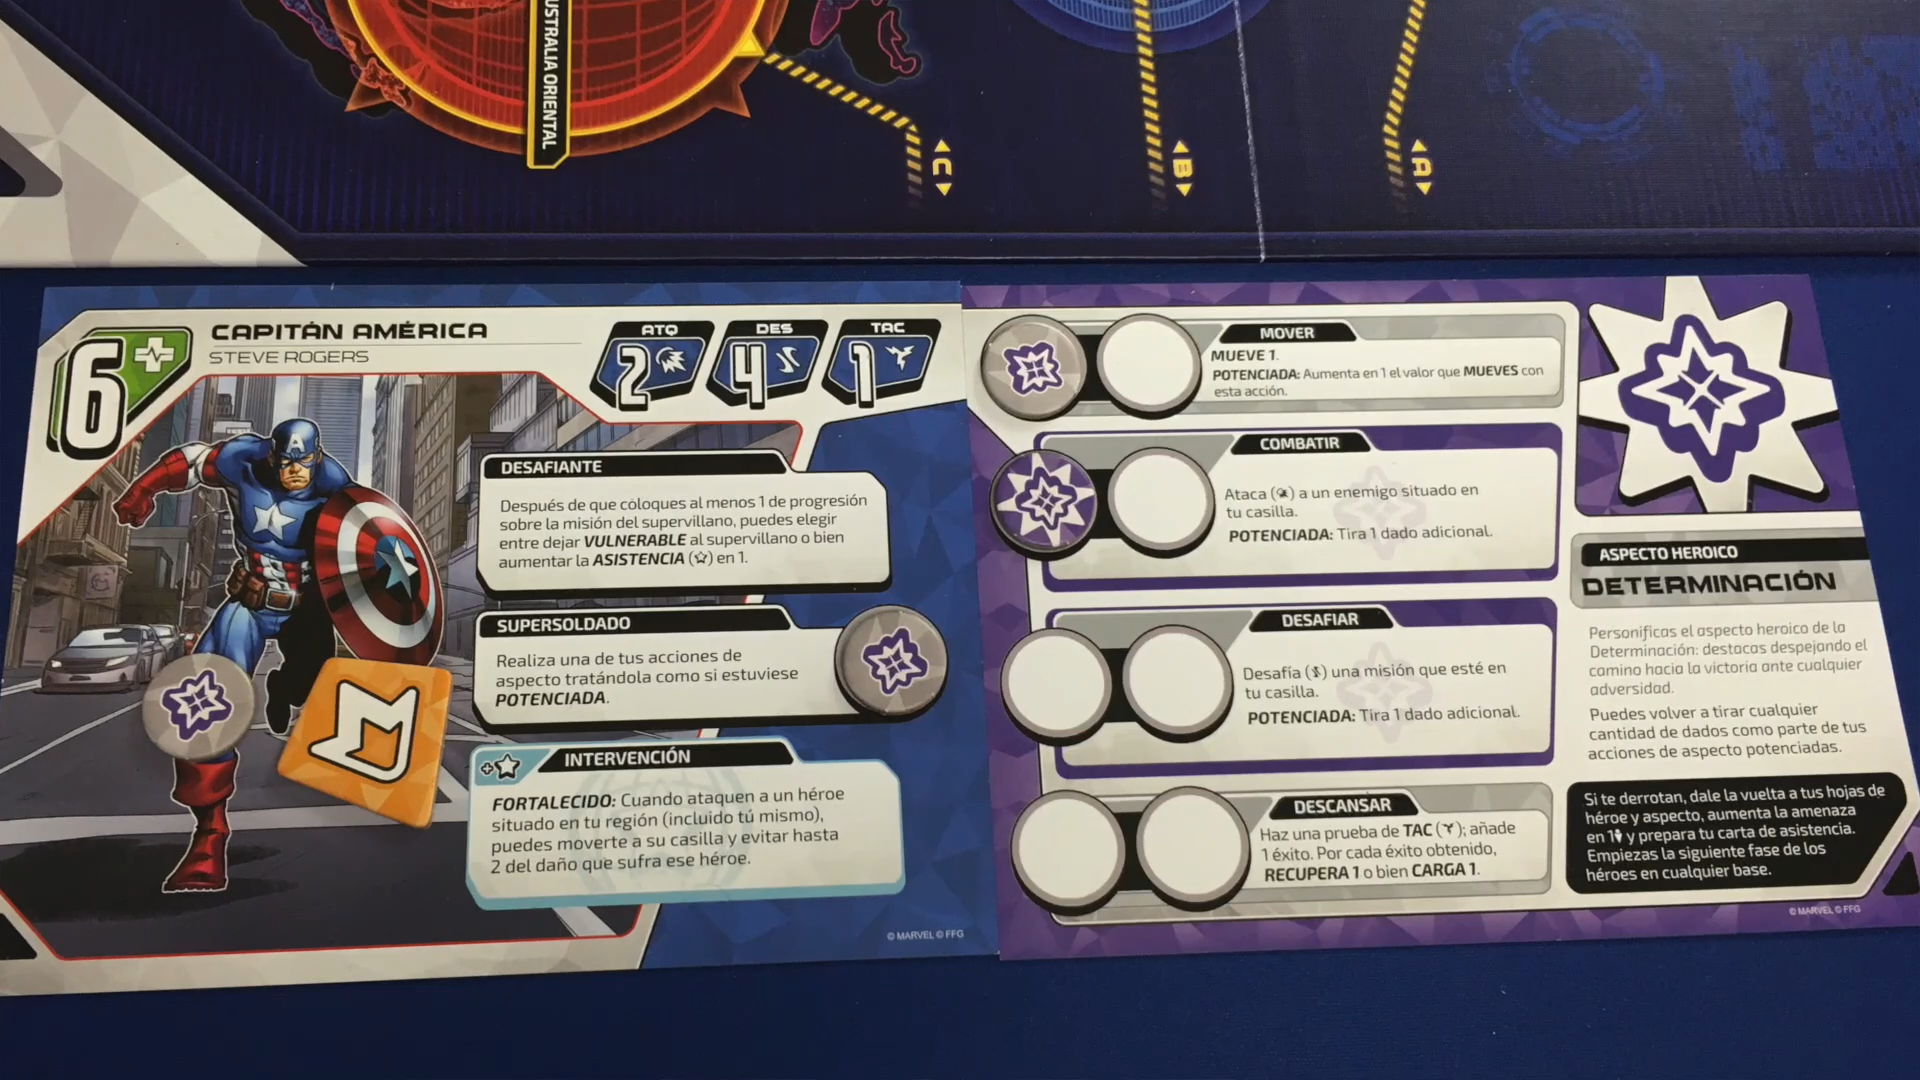 USTRALIA ORIENTAL
C
B
A
6
CAPITÁN AMÉRICA
STEVE ROGERS
ATQ
2
DES
4
TAC
1
A
DESAFIANTE
Después de que coloques al menos 1 de progresión
sobre la misión del supervillano, puedes elegir
entre dejar VULNERABLE al supervillano o bien
aumentar la ASISTENCIA (☆) en 1.
SUPERSOLDADO
Realiza una de tus acciones de
aspecto tratándola como si estuviese
POTENCIADA.
+☆
INTERVENCIÓN
FORTALECIDO: Cuando ataquen a un héroe
situado en tu región (incluido tú mismo),
puedes moverte a su casilla y evitar hasta
2 del daño que sufra ese héroe.
© MARVEL © FFG
MOVER
MUEVE 1.
POTENCIADA: Aumenta en 1 el valor que MUEVES con
esta acción.
COMBATIR
Ataca () a un enemigo situado en
tu casilla.
POTENCIADA: Tira 1 dado adicional.
DESAFIAR
Desafía () una misión que esté en
tu casilla.
POTENCIADA: Tira 1 dado adicional.
DESCANSAR
Haz una prueba de TAC (); añade
1 éxito. Por cada éxito obtenido,
RECUPERA 1 o bien CARGA 1.
ASPECTO HEROICO
DETERMINACIÓN
Personificas el aspecto heroico de la
Determinación: destacas despejando el
camino hacia la victoria ante cualquier
adversidad.
Puedes volver a tirar cualquier
cantidad de dados como parte de tus
acciones de aspecto potenciadas.
Si te derrotan, dale la vuelta a tus hojas de
héroe y aspecto, aumenta la amenaza
en 1 y prepara tu carta de asistencia.
Empiezas la siguiente fase de los
héroes en cualquier base.
© MARVEL © FFG